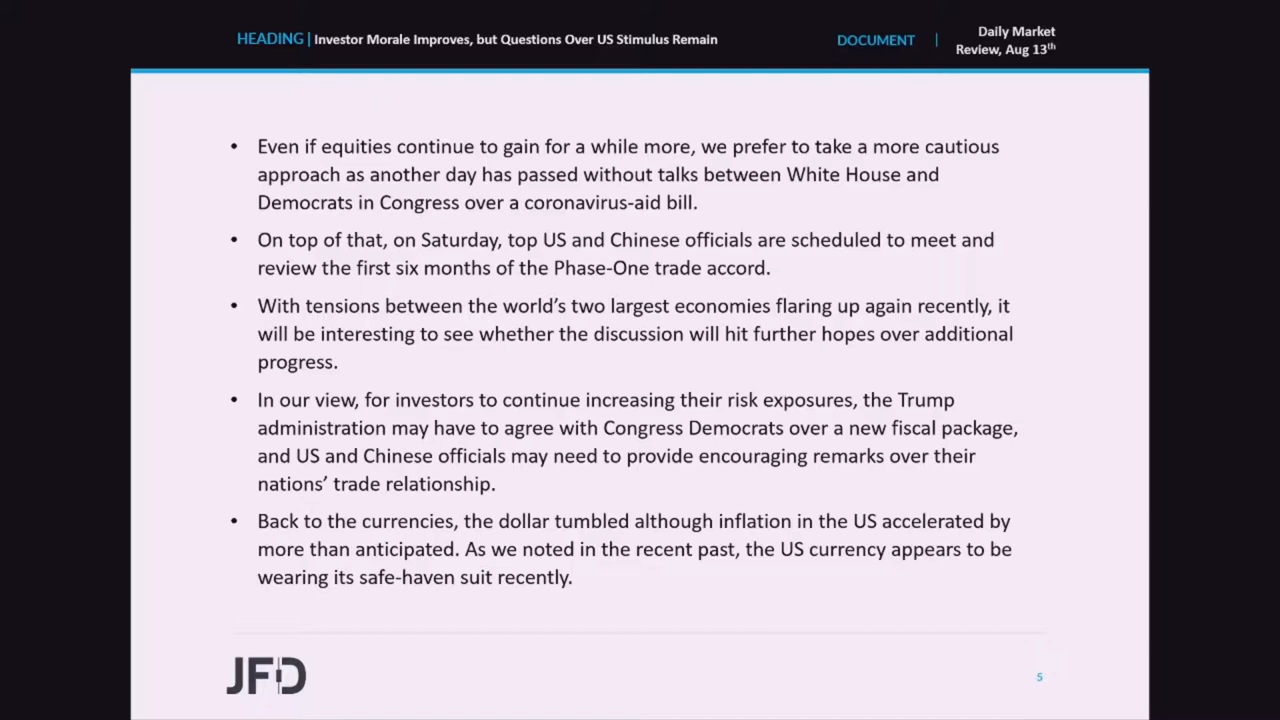 HEADING | Investor Morale Improves, but Questions Over US Stimulus Remain
DOCUMENT |
Daily Market
Review, Aug 13th
• Even if equities continue to gain for a while more, we prefer to take a more cautious
approach as another day has passed without talks between White House and
Democrats in Congress over a coronavirus-aid bill.
• On top of that, on Saturday, top US and Chinese officials are scheduled to meet and
review the first six months of the Phase-One trade accord.
• With tensions between the world’s two largest economies flaring up again recently, it
will be interesting to see whether the discussion will hit further hopes over additional
progress.
• In our view, for investors to continue increasing their risk exposures, the Trump
administration may have to agree with Congress Democrats over a new fiscal package,
and US and Chinese officials may need to provide encouraging remarks over their
nations’ trade relationship.
• Back to the currencies, the dollar tumbled although inflation in the US accelerated by
more than anticipated. As we noted in the recent past, the US currency appears to be
wearing its safe-haven suit recently.
JFD
5